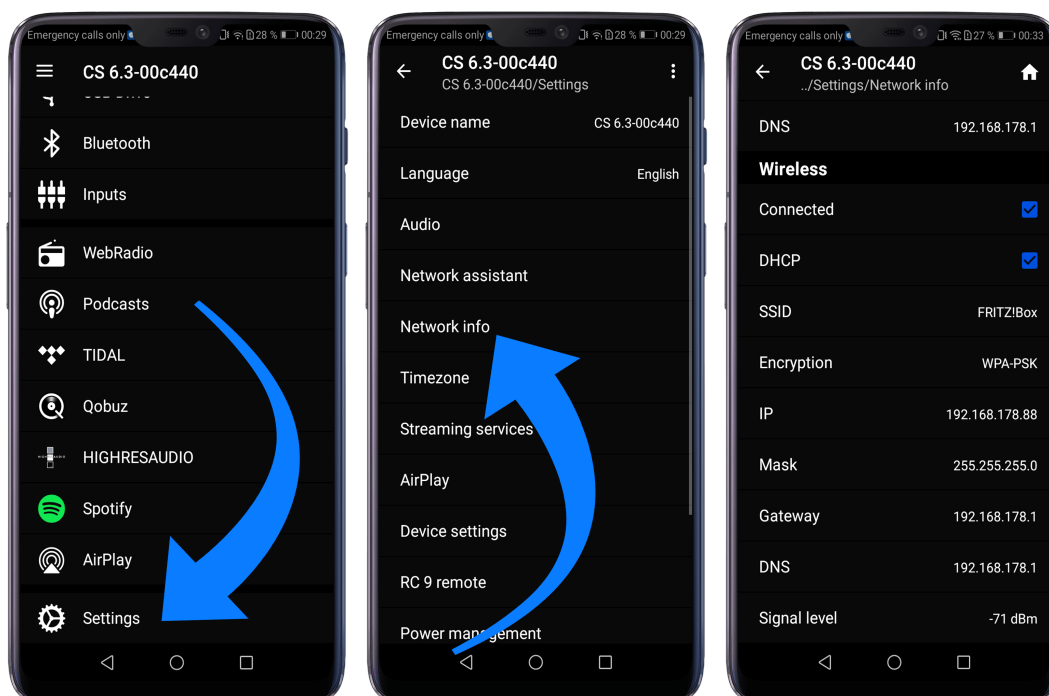 Emergency calls only 28 % 00:29
CS 6.3-00c440
Bluetooth
Inputs
WebRadio
Podcasts
TIDAL
Qobuz
HIGHRESAUDIO
Spotify
AirPlay
Settings
Emergency calls only 28 % 00:29
CS 6.3-00c440
CS 6.3-00c440/Settings
Device name CS 6.3-00c440
Language English
Audio
Network assistant
Network info
Timezone
Streaming services
AirPlay
Device settings
RC 9 remote
Power management
Emergency calls only 27 % 00:33
CS 6.3-00c440
../Settings/Network info
DNS 192.168.178.1
Wireless
Connected
DHCP
SSID FRITZ!Box
Encryption WPA-PSK
IP 192.168.178.88
Mask 255.255.255.0
Gateway 192.168.178.1
DNS 192.168.178.1
Signal level -71 dBm